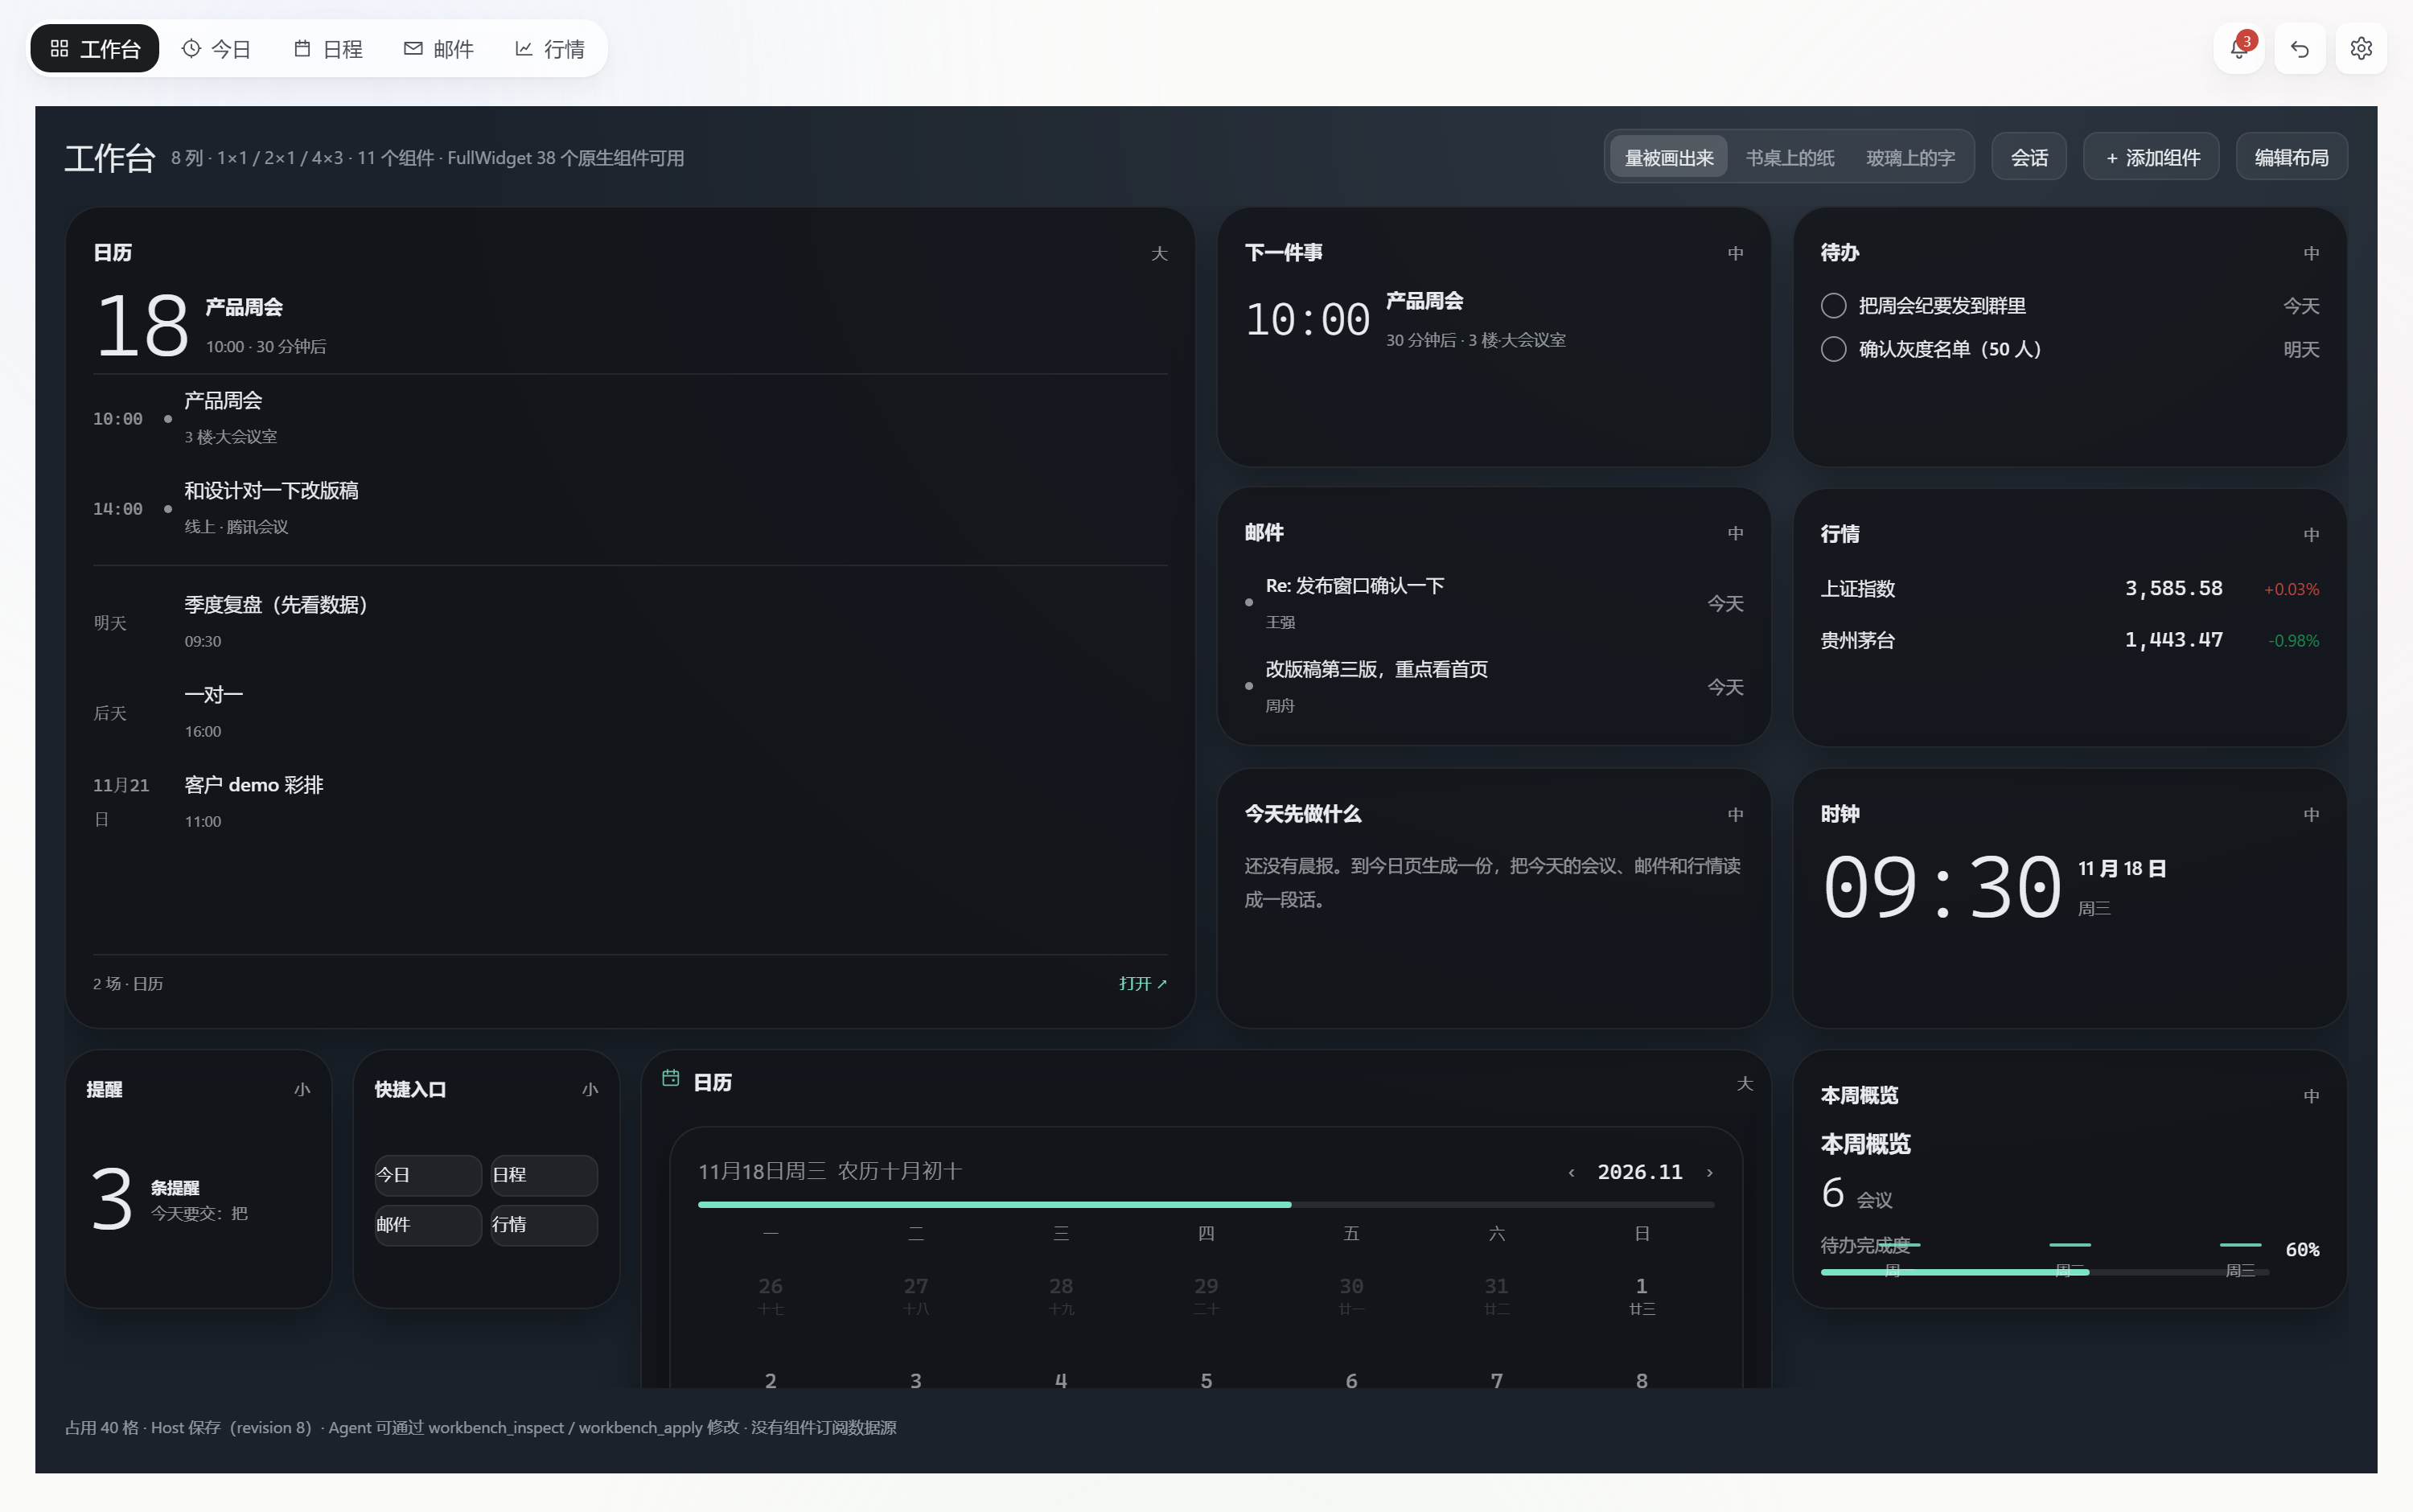 工作台 今日 日程 邮件 行情 3
工作台 8 列 · 1×1 / 2×1 / 4×3 · 11 个组件 · FullWidget 38 个原生组件可用
量被画出来 书桌上的纸 玻璃上的字 会话 + 添加组件 编辑布局
日历 大
18 产品周会
10:00 · 30 分钟后
10:00 产品周会
3 楼·大会议室
14:00 和设计对一下改版稿
线上 · 腾讯会议
明天 季度复盘（先看数据）
09:30
后天 一对一
16:00
11月21日 客户 demo 彩排
11:00
2 场 · 日历 打开 ↗
下一件事 中
10:00 产品周会
30 分钟后 · 3 楼·大会议室
待办 中
把周会纪要发到群里 今天
确认灰度名单（50 人） 明天
邮件 中
Re: 发布窗口确认一下 今天
王强
改版稿第三版，重点看首页 今天
周舟
行情 中
上证指数 3,585.58 +0.03%
贵州茅台 1,443.47 -0.98%
今天先做什么 中
还没有晨报。到今日页生成一份，把今天的会议、邮件和行情读
成一段话。
时钟 中
09:30 11 月 18 日
周三
提醒 小
3 条提醒
今天要交：把
快捷入口 小
今日 日程
邮件 行情
日历 大
11月18日周三 农历十月初十 ‹ 2026.11 ›
一 二 三 四 五 六 日
26 27 28 29 30 31 1
十七 十八 十九 二十 廿一 廿二 廿三
2 3 4 5 6 7 8
本周概览 中
本周概览
6 会议
待办完成度 60%
周一 周二 周三
占用 40 格 · Host 保存（revision 8）· Agent 可通过 workbench_inspect / workbench_apply 修改 · 没有组件订阅数据源